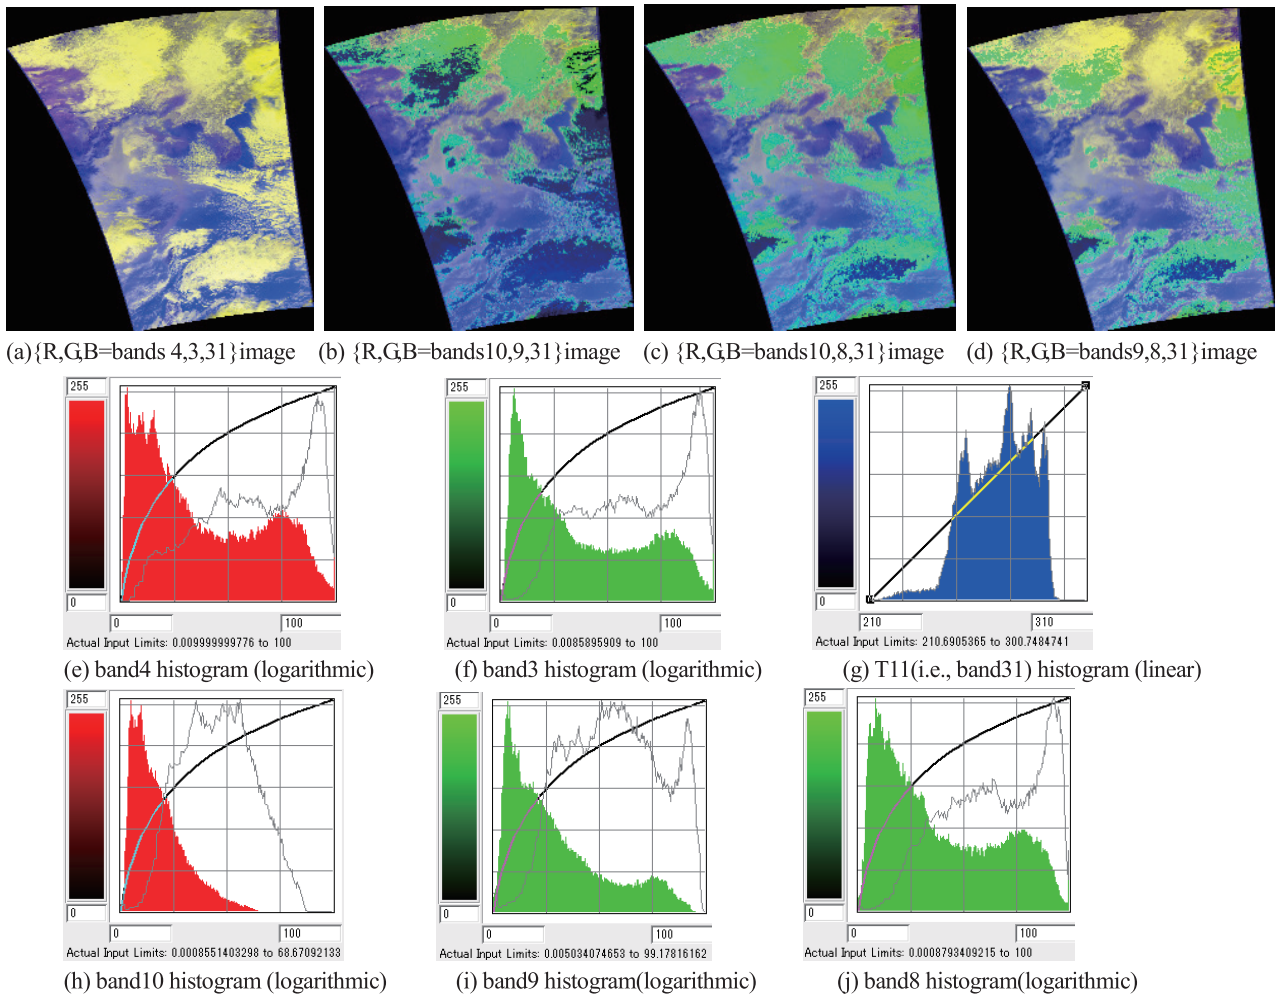 (a){R,G,B=bands 4,3,31}image
(b) {R,G,B=bands10,9,31}image
(c) {R,G,B=bands10,8,31}image
(d) {R,G,B=bands9,8,31}image
255
0
0
100
Actual Input Limits: 0.009999999776 to 100
255
0
0
100
Actual Input Limits: 0.0085895909 to 100
255
0
210
310
Actual Input Limits: 210.6905365 to 300.7484741
(e) band4 histogram (logarithmic)
(f) band3 histogram (logarithmic)
(g) T11(i.e., band31) histogram (linear)
255
0
0
100
Actual Input Limits: 0.0008551403298 to 68.67092133
255
0
0
100
Actual Input Limits: 0.005034074653 to 99.17816162
255
0
0
100
Actual Input Limits: 0.0008793409215 to 100
(h) band10 histogram (logarithmic)
(i) band9 histogram(logarithmic)
(j) band8 histogram(logarithmic)